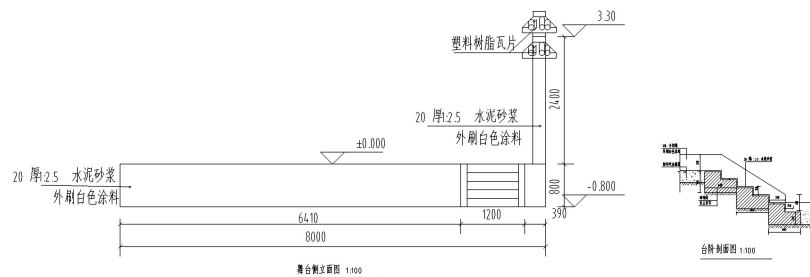 3.30
塑料树脂瓦片
2400
20 厚1:2.5 水泥砂浆
外刷白色涂料
±0.000
20 厚1:2.5 水泥砂浆
外刷白色涂料
800
-0.800
6410
1200
390
8000
舞台侧立面图 1:100
台阶剖面图 1:100